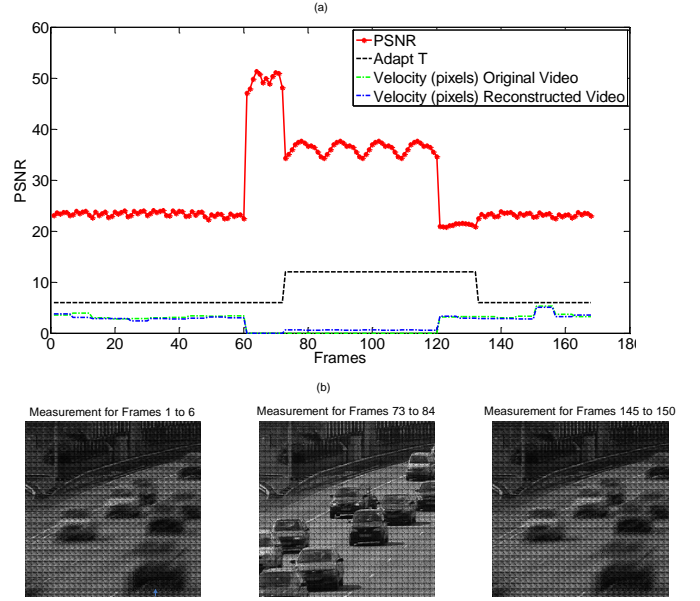 (a)
PSNR
Adapt T
Velocity (pixels) Original Video
Velocity (pixels) Reconstructed Video
60
50
40
30
20
10
0
PSNR
0 20 40 60 80 100 120 140 160 180
Frames
(b)
Measurement for Frames 1 to 6
Measurement for Frames 73 to 84
Measurement for Frames 145 to 150